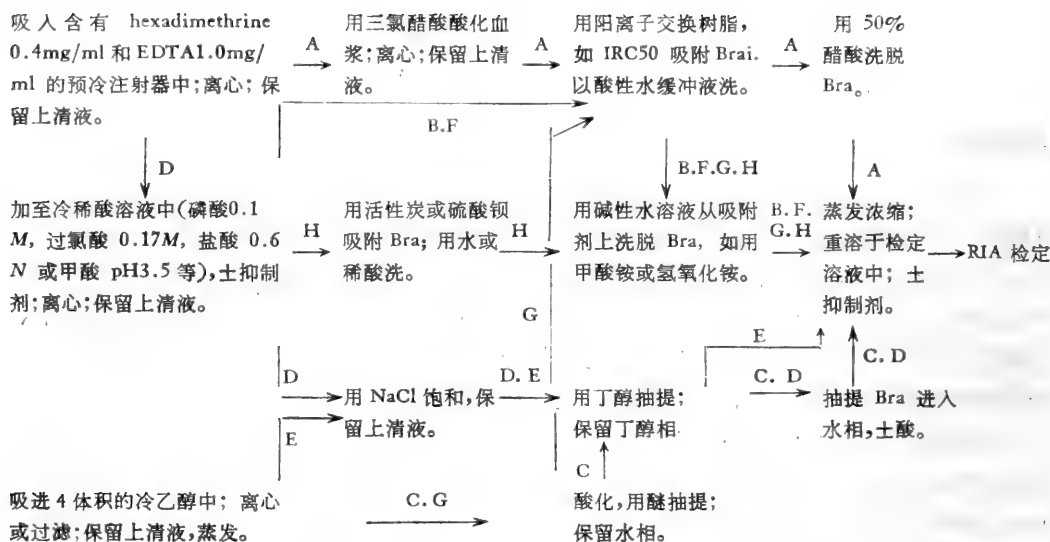 吸入含有 hexadimethrine
0.4mg/ml 和 EDTA1.0mg/
ml 的预冷注射器中;离心;保
留上清液。
A
用三氯醋酸酸化血
浆;离心;保留上清
液。
A
用阳离子交换树脂,
如 IRC50 吸附 Brai.
以酸性水缓冲液洗。
A
用 50%
醋酸洗脱
Bra。
B.F
D
B.F.G.H
A
加至冷稀酸溶液中(磷酸0.1
M, 过氯酸 0.17M, 盐酸 0.6
N 或甲酸 pH3.5 等),土抑制
剂;离心;保留上清液。
H
用活性炭或硫酸钡
吸附 Bra; 用水或
稀酸洗。
H
用碱性水溶液从吸附
剂上洗脱 Bra, 如用
甲酸铵或氢氧化铵。
B.F.
G.H
蒸发浓缩;
重溶于检定
溶液中; 土
抑制剂。
RIA 检定
G
E
C.D
D
E
用 NaCl 饱和,保
留上清液。
D.E
用丁醇抽提;
保留丁醇相.
C.D
抽提 Bra 进入
水相,土酸。
C
吸进4体积的冷乙醇中; 离心
或过滤;保留上清液,蒸发。
C.G
酸化,用醚抽提;
保留水相。